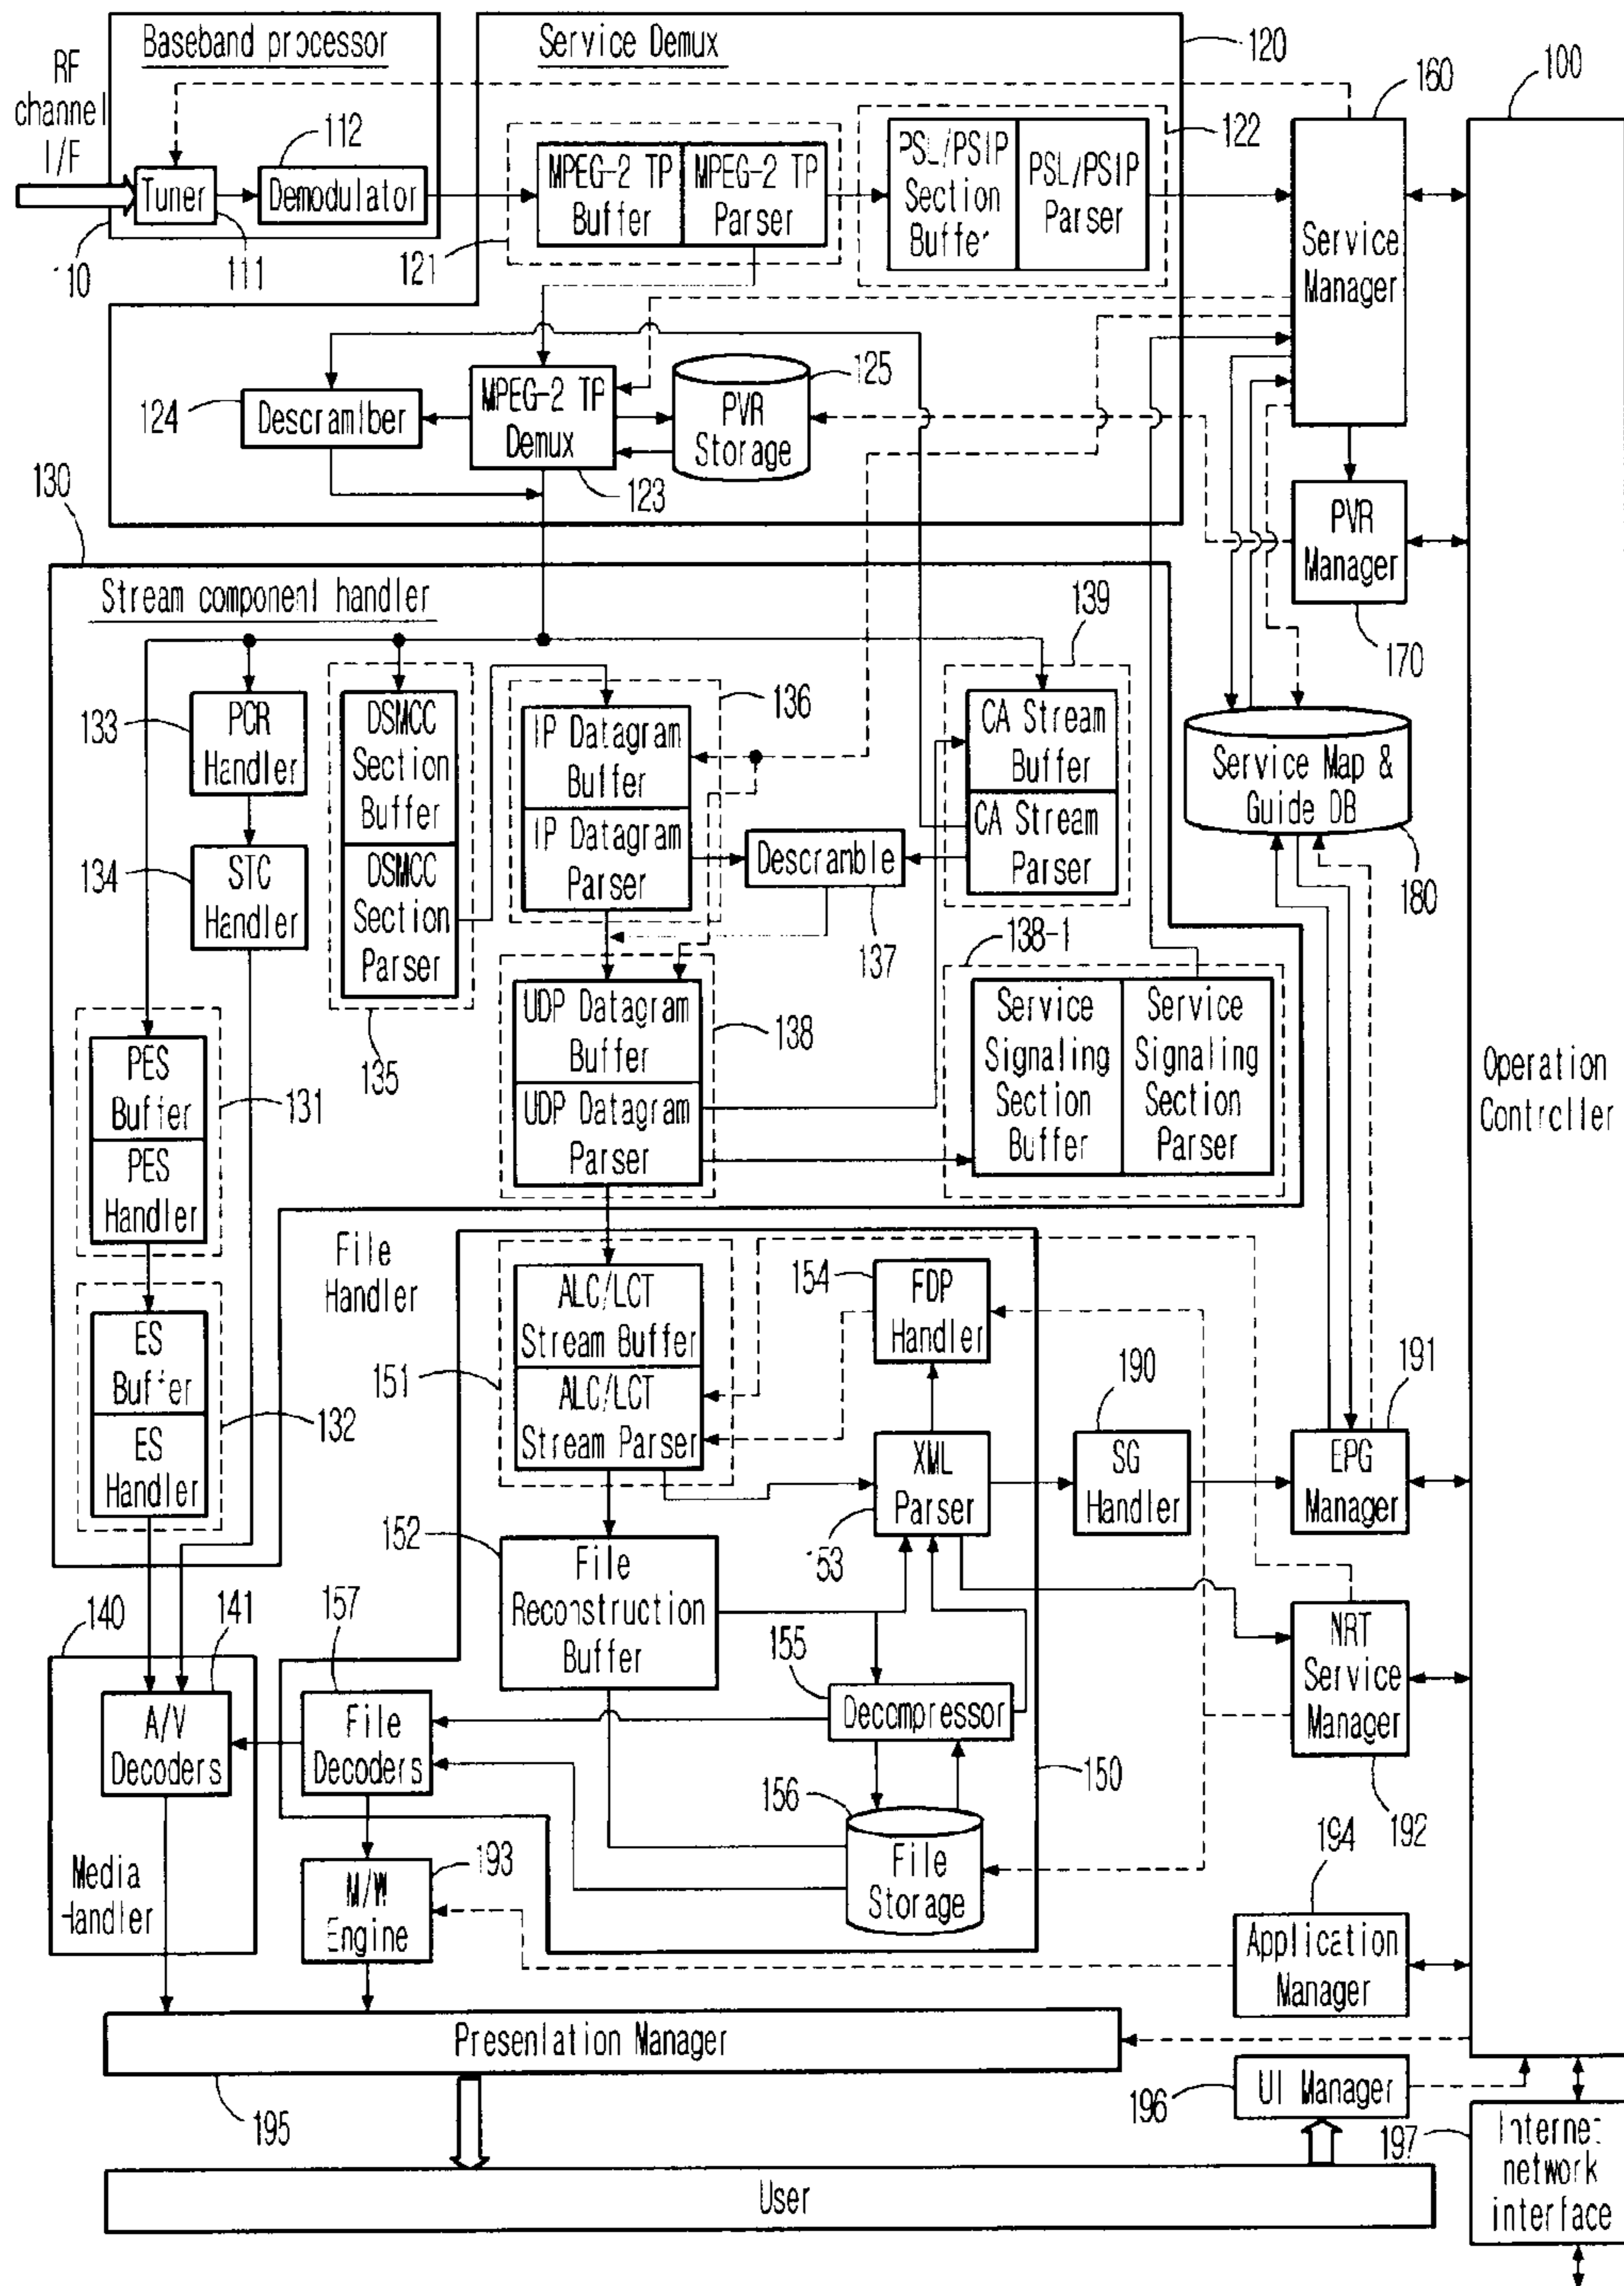 Baseband processor
Service Demux
120
RF
channel
I/F
160
100
112
122
Tuner
Demodulator
MPEG-2 TP
Buffer
MPEG-2 TP
Parser
PSL/PSIP
Section
Buffer
PSL/PSIP
Parser
Service
Manager
110
111
121
125
124
Descramlber
MPEG-2 TP
Demux
PVR
Storage
123
130
PVR
Manager
Stream component handler
139
170
133
PCR
Handler
DSMCC
Section
Buffer
136
IP Datagram
Buffer
CA Stream
Buffer
Service Map &
Guide DB
134
STC
Handler
DSMCC
Section
Parser
IP Datagram
Parser
Descramble
CA Stream
Parser
180
137
138-1
135
UDP Datagram
Buffer
138
Service
Signaling
Section
Buffer
Service
Signaling
Section
Parser
Operation
Controller
PES
Buffer
131
UDP Datagram
Parser
PES
Handler
File
Handler
154
FDP
Handler
ALC/LCT
Stream Buffer
151
190
191
ES
Buffer
132
ALC/LCT
Stream Parser
XML
Parser
SG
Handler
EPG
Manager
ES
Handler
152
153
File
Reconstruction
Buffer
140
141
157
155
NRT
Service
Manager
A/V
Decoders
File
Decoders
Decompressor
150
156
192
194
Media
Handler
193
M/W
Engine
File
Storage
Application
Manager
Presenlation Manager
195
196
UI Manager
197
Internet
network
interface
User